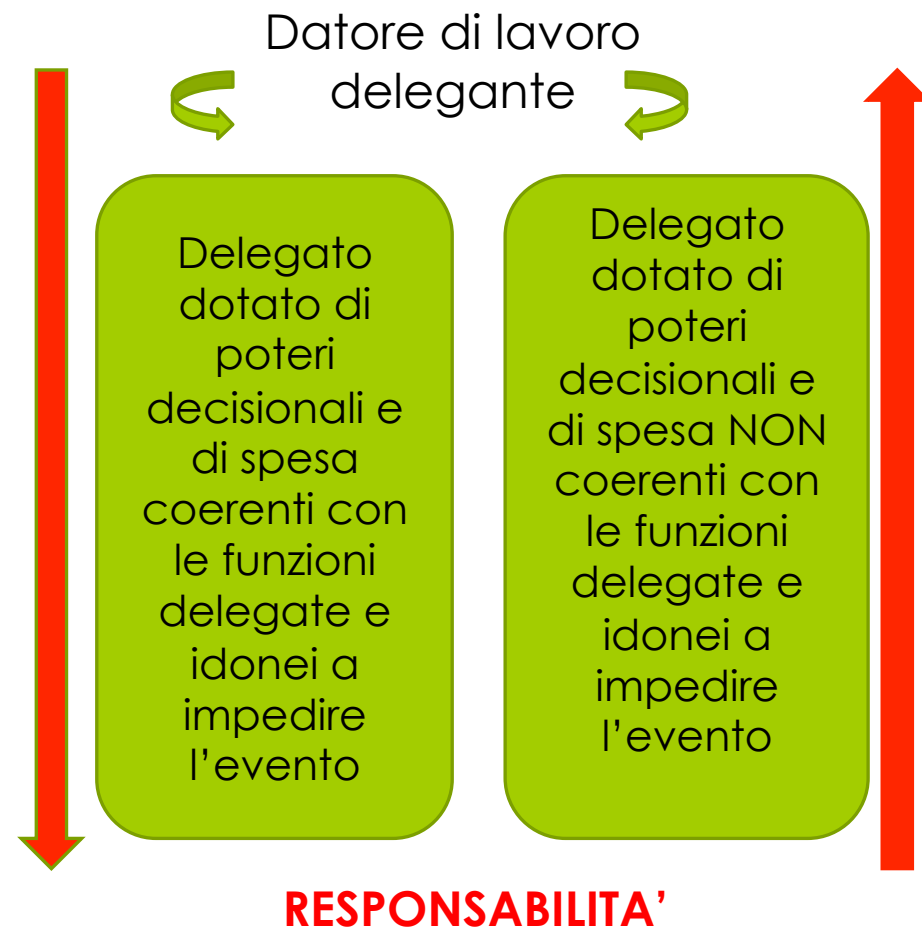 Datore di lavoro
delegante
Delegato
dotato di
poteri
decisionali e
di spesa
coerenti con
le funzioni
delegate e
idonei a
impedire
l’evento
Delegato
dotato di
poteri
decisionali e
di spesa NON
coerenti con
le funzioni
delegate e
idonei a
impedire
l’evento
RESPONSABILITA’